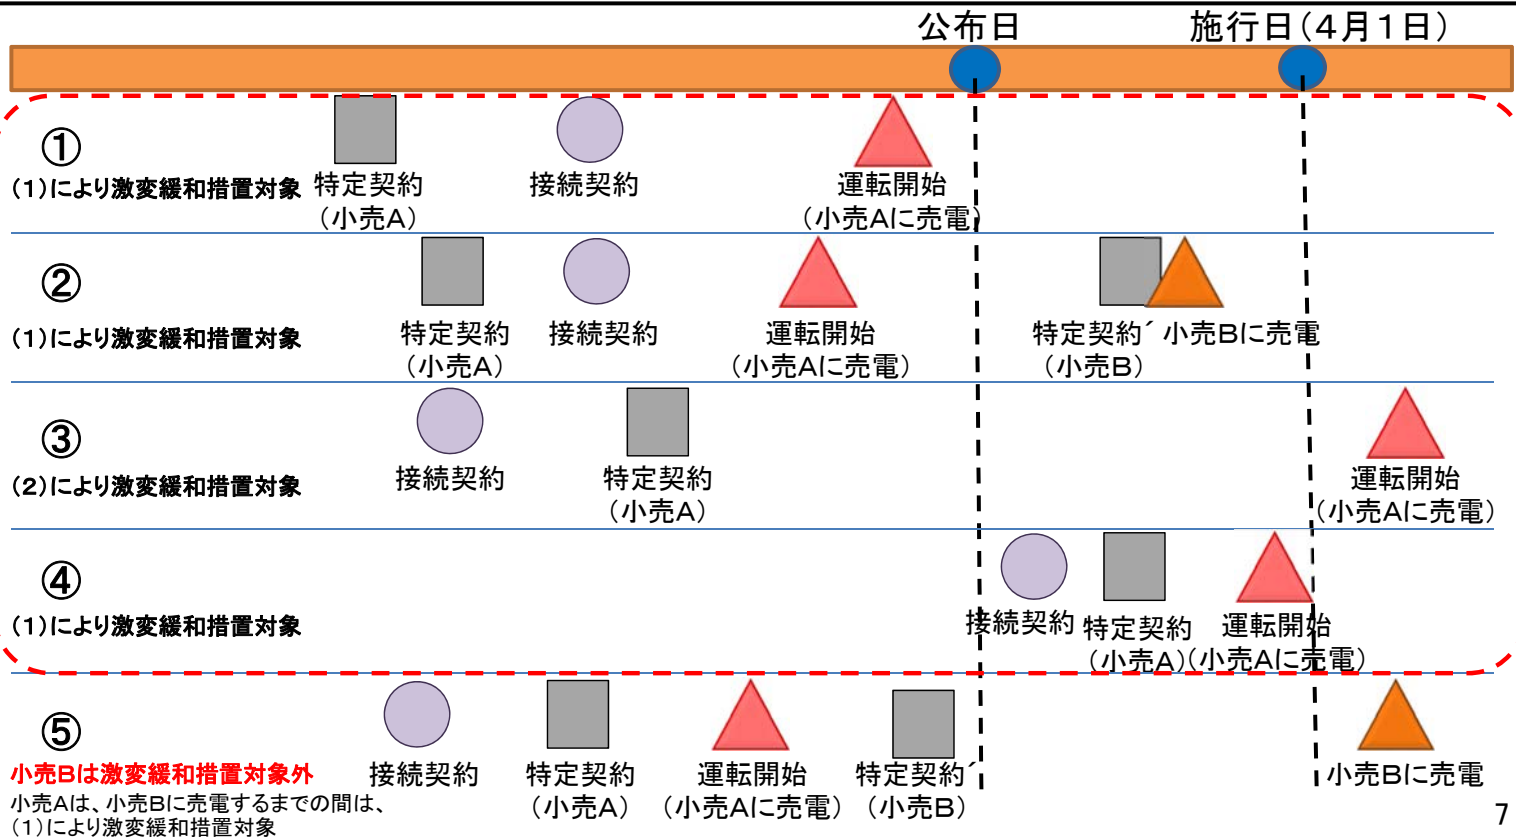 公布日
施行日（４月１日）
①
（１）により激変緩和措置対象
特定契約
（小売Ａ）
接続契約
運転開始
（小売Ａに売電）
②
（１）により激変緩和措置対象
特定契約
（小売Ａ）
接続契約
運転開始
（小売Ａに売電）
特定契約´
（小売Ｂ）
小売Ｂに売電
③
（２）により激変緩和措置対象
接続契約
特定契約
（小売Ａ）
運転開始
（小売Ａに売電）
④
（１）により激変緩和措置対象
接続契約
特定契約
（小売Ａ）
運転開始
（小売Ａに売電）
⑤
小売Ｂは激変緩和措置対象外
小売Ａは、小売Ｂに売電するまでの間は、
（１）により激変緩和措置対象
接続契約
特定契約
（小売Ａ）
運転開始
（小売Ａに売電）
特定契約´
（小売Ｂ）
小売Ｂに売電
7